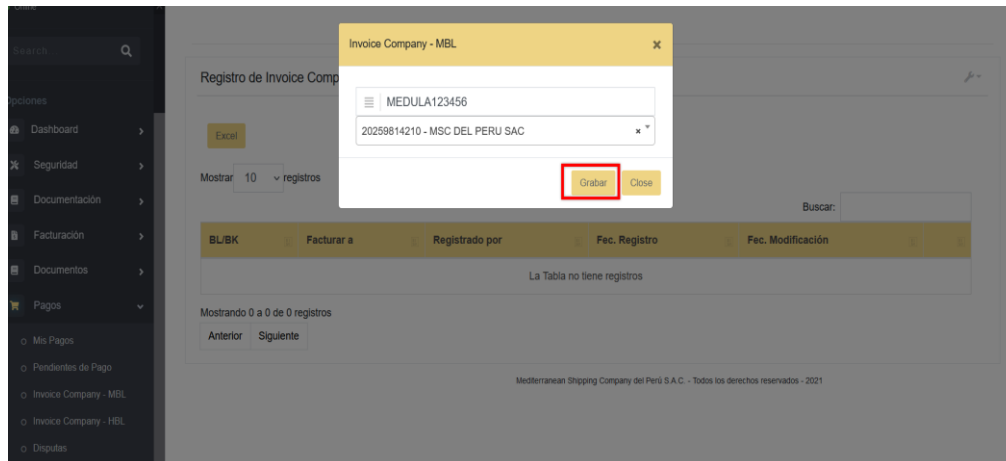 Online
Search
Opciones
Dashboard
Seguridad
Documentación
Facturación
Documentos
Pagos
Mis Pagos
Pendientes de Pago
Invoice Company - MBL
Invoice Company - HBL
Disputas
Registro de Invoice Comp
Excel
Mostrar 10 registros
Buscar:
BL/BK Facturar a Registrado por Fec. Registro Fec. Modificación
La Tabla no tiene registros
Mostrando 0 a 0 de 0 registros
Anterior Siguiente
Mediterranean Shipping Company del Perú S.A.C. - Todos los derechos reservados - 2021
Invoice Company - MBL ×
MEDULA123456
20259814210 - MSC DEL PERU SAC ×
Grabar Close